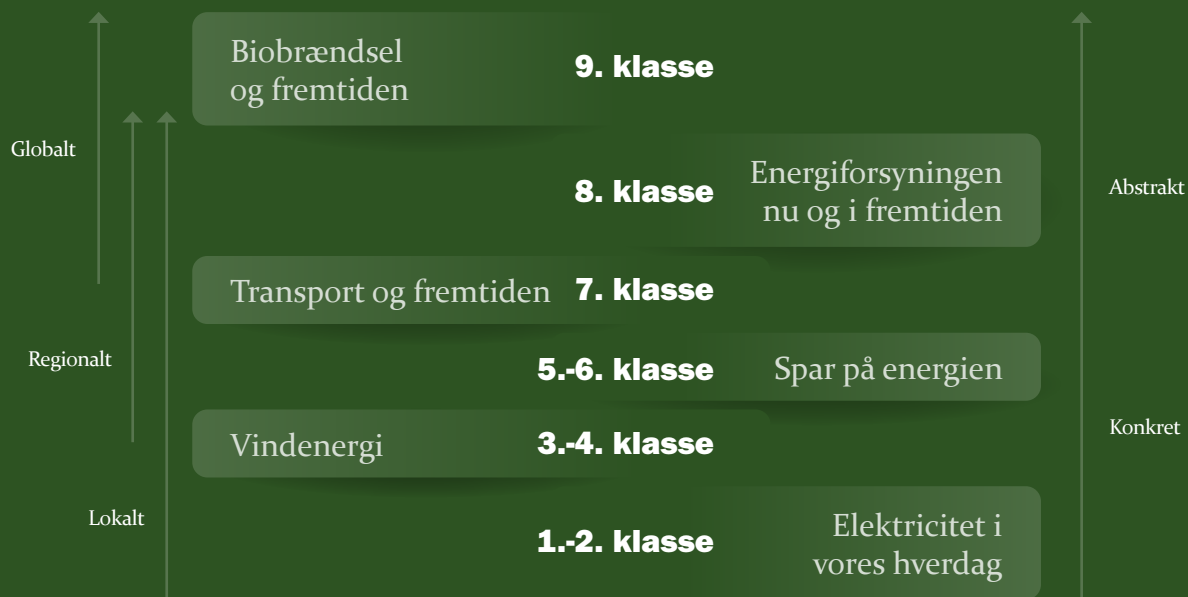 Biobrændsel
og fremtiden
9. klasse
Globalt
8. klasse
Energiforsyningen
nu og i fremtiden
Abstrakt
Transport og fremtiden
7. klasse
Regionalt
5.-6. klasse
Spar på energien
Vindenergi
3.-4. klasse
Konkret
Lokalt
1.-2. klasse
Elektricitet i
vores hverdag